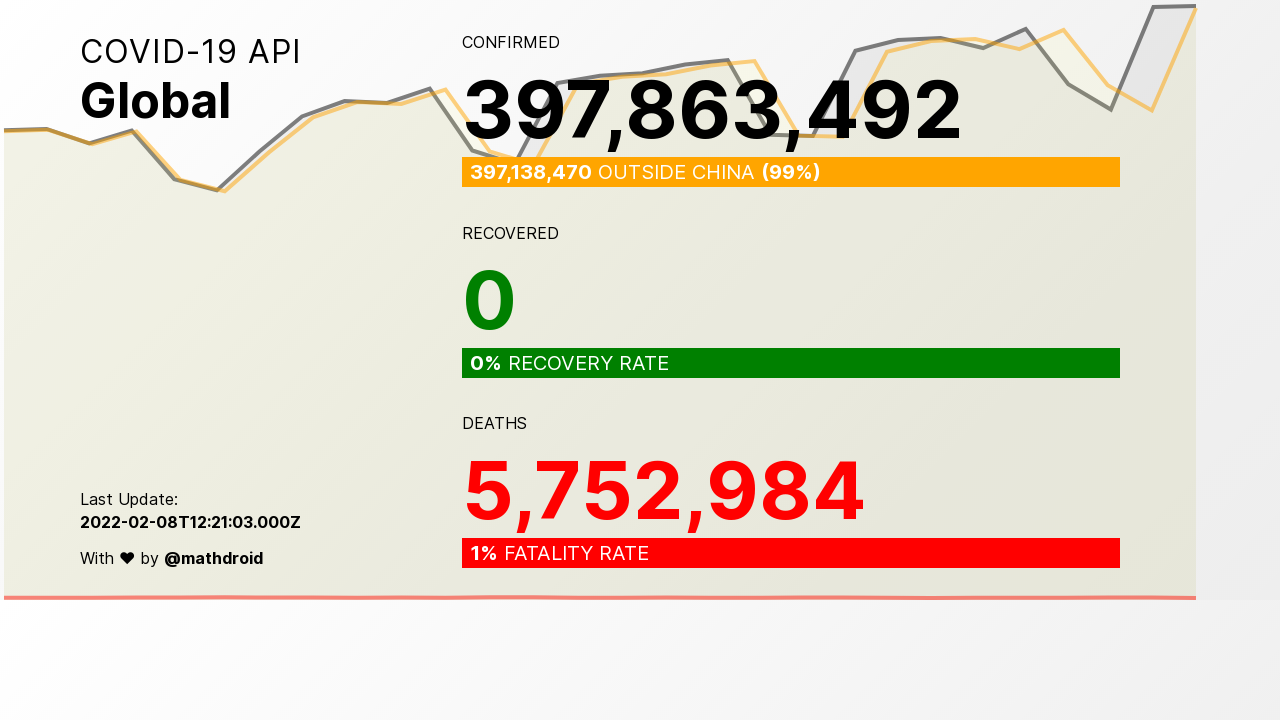 COVID-19 API
Global
CONFIRMED
397,863,492
397,138,470 OUTSIDE CHINA (99%)
RECOVERED
0
0% RECOVERY RATE
DEATHS
5,752,984
1% FATALITY RATE
Last Update:
2022-02-08T12:21:03.000Z
With ♥ by @mathdroid